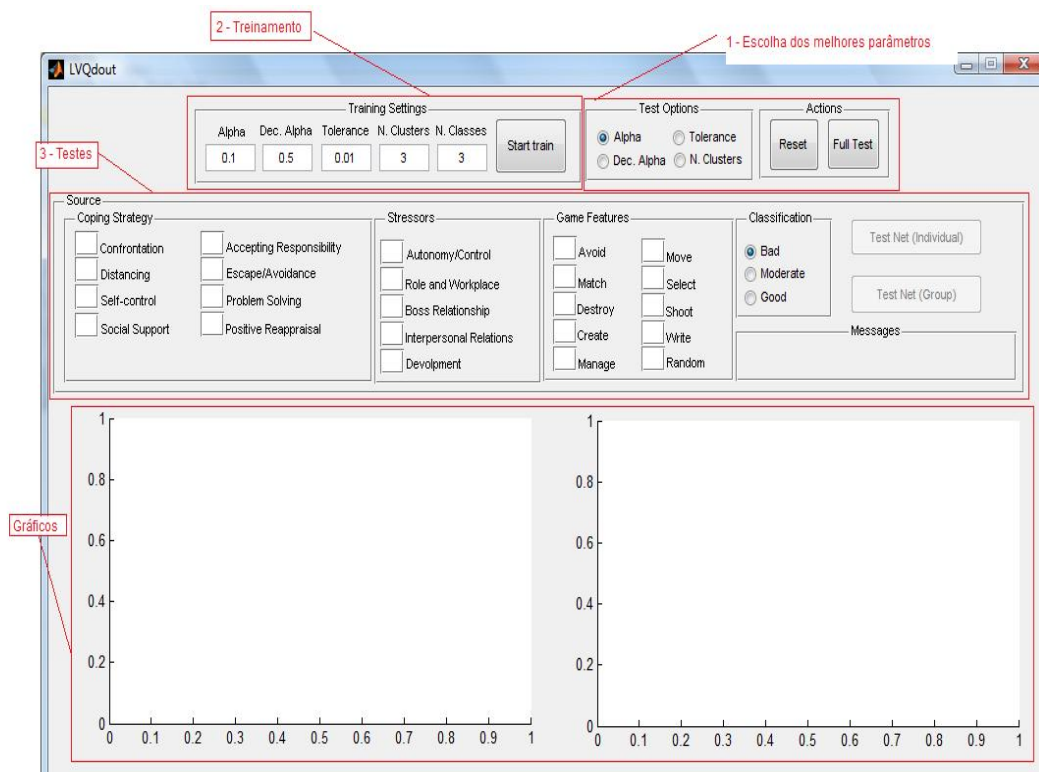 2 - Treinamento
1 - Escolha dos melhores parâmetros
LVQdout
Training Settings
Alpha Dec. Alpha Tolerance N. Clusters N. Classes
0.1 0.5 0.01 3 3
Start train
Test Options
Alpha Tolerance
Dec. Alpha N. Clusters
Actions
Reset Full Test
3 - Testes
Source
Coping Strategy
Confrontation Accepting Responsibility
Distancing Escape/Avoidance
Self-control Problem Solving
Social Support Positive Reappraisal
Stressors
Autonomy/Control
Role and Workplace
Boss Relationship
Interpersonal Relations
Devolpment
Game Features
Avoid Move
Match Select
Destroy Shoot
Create Write
Manage Random
Classification
Bad
Moderate
Good
Test Net (Individual)
Test Net (Group)
Messages
Gráficos
1
0.8
0.6
0.4
0.2
0
0 0.1 0.2 0.3 0.4 0.5 0.6 0.7 0.8 0.9 1
1
0.8
0.6
0.4
0.2
0
0 0.1 0.2 0.3 0.4 0.5 0.6 0.7 0.8 0.9 1